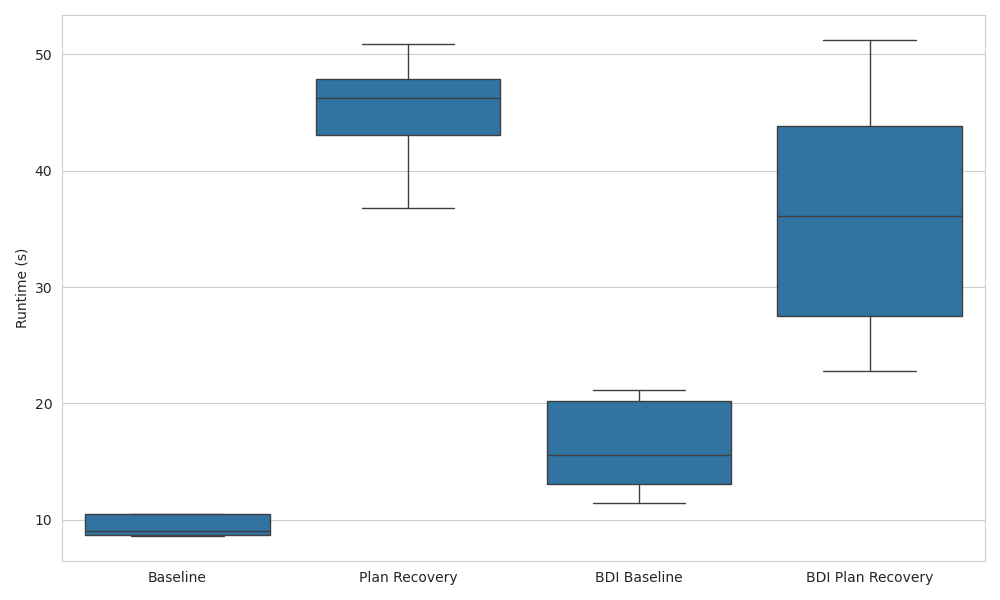 50
40
30
20
10
Runtime (s)
Baseline
Plan Recovery
BDI Baseline
BDI Plan Recovery